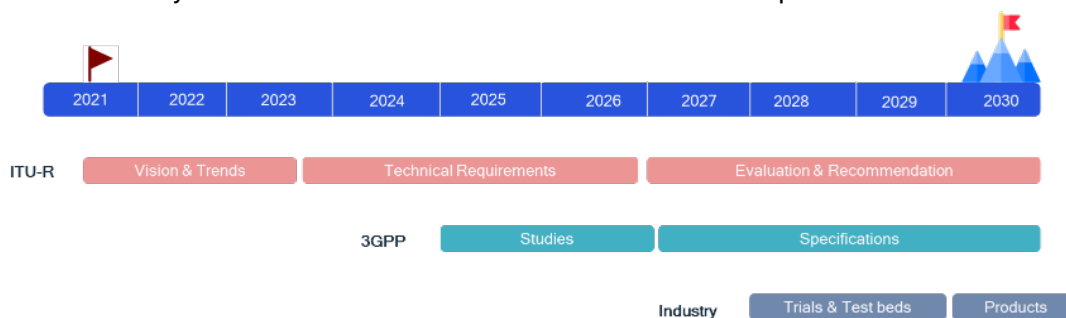 2021 2022 2023 2024 2025 2026 2027 2028 2029 2030
ITU-R Vision & Trends Technical Requirements Evaluation & Recommendation
3GPP Studies Specifications
Industry Trials & Test beds Products